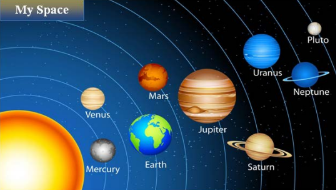 My Space
Pluto
Uranus
Neptune
Mars
Venus
Jupiter
Mercury
Earth
Saturn